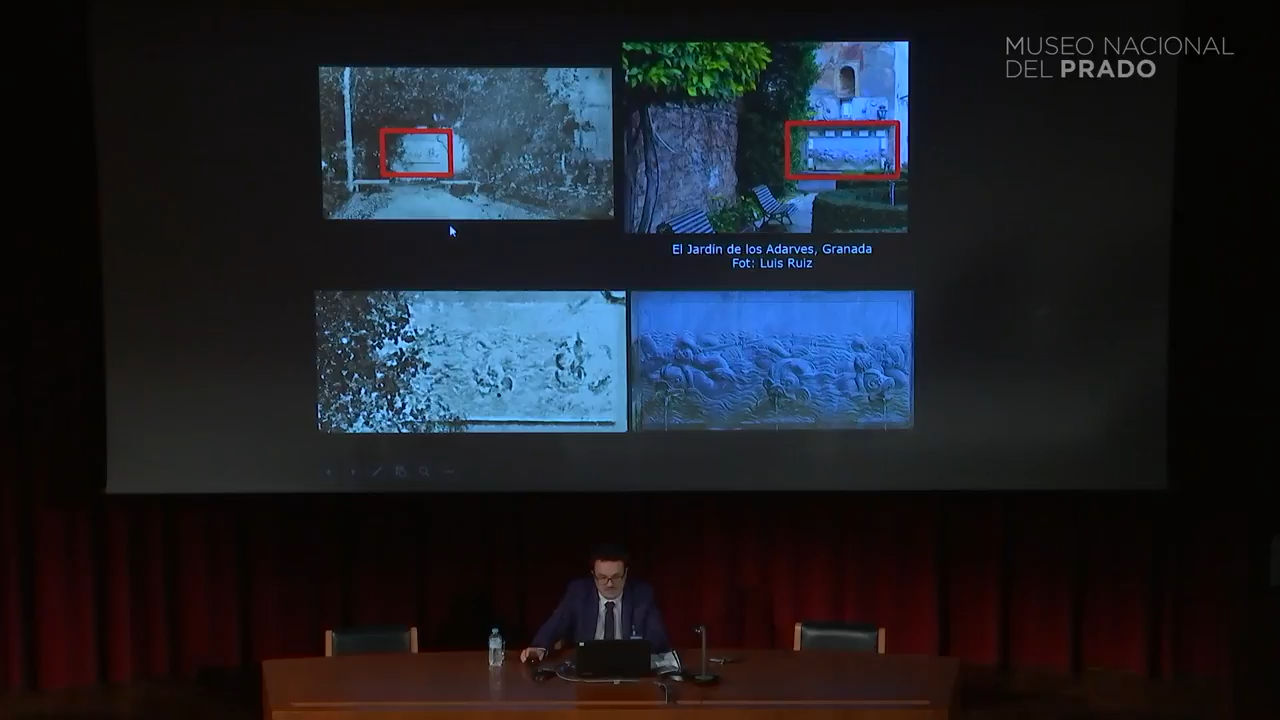 MUSEO NACIONAL
DEL PRADO
El Jardín de los Adarves, Granada
Fot: Luis Ruiz